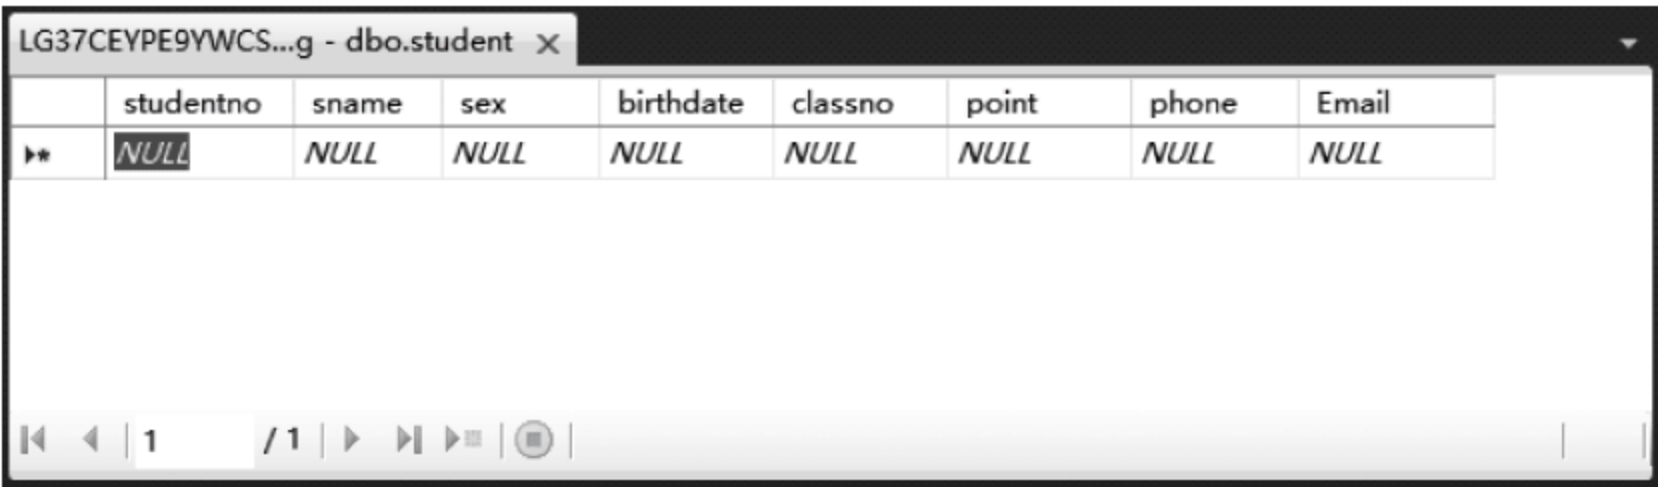 LG37CEYPE9YWCS...g - dbo.student
studentno sname sex birthdate classno point phone Email
NULL NULL NULL NULL NULL NULL NULL NULL
1 / 1